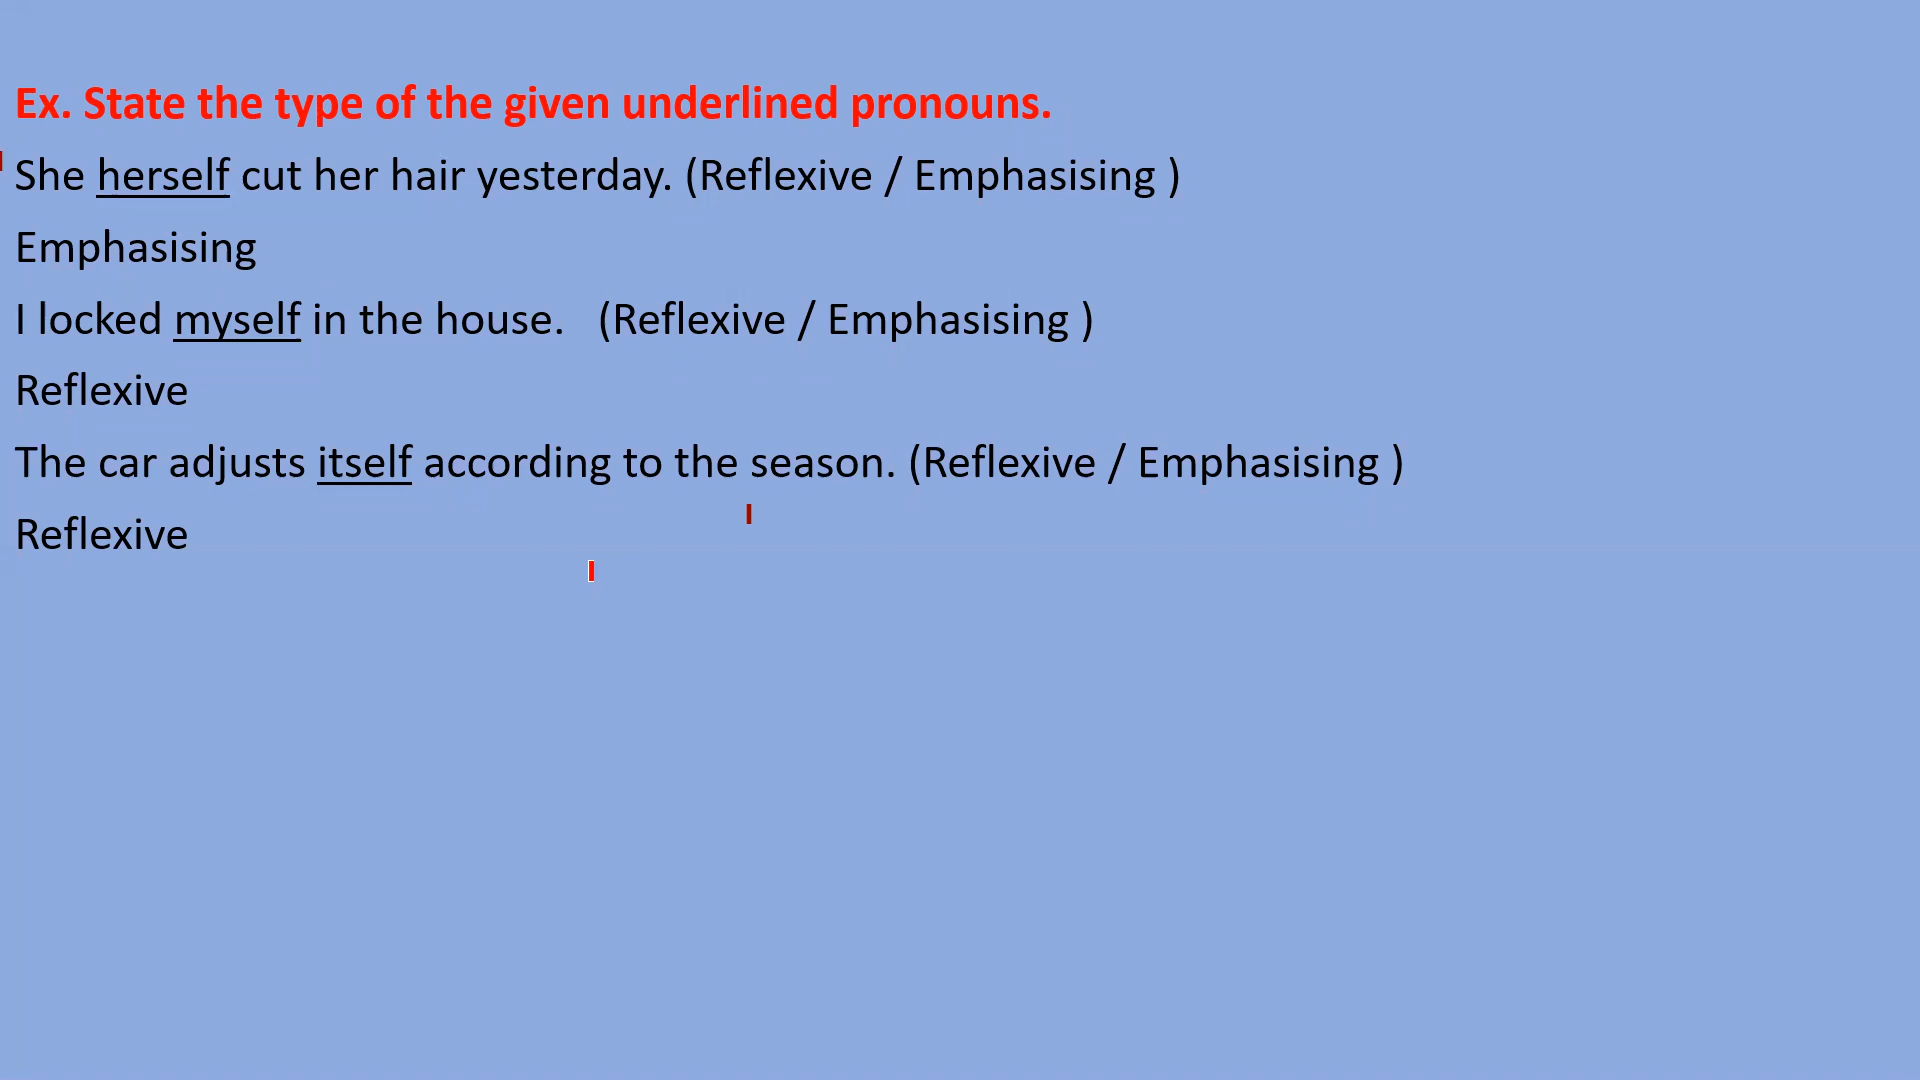 Ex. State the type of the given underlined pronouns.
She herself cut her hair yesterday. (Reflexive / Emphasising )
Emphasising
I locked myself in the house.   (Reflexive / Emphasising )
Reflexive
The car adjusts itself according to the season. (Reflexive / Emphasising )
Reflexive